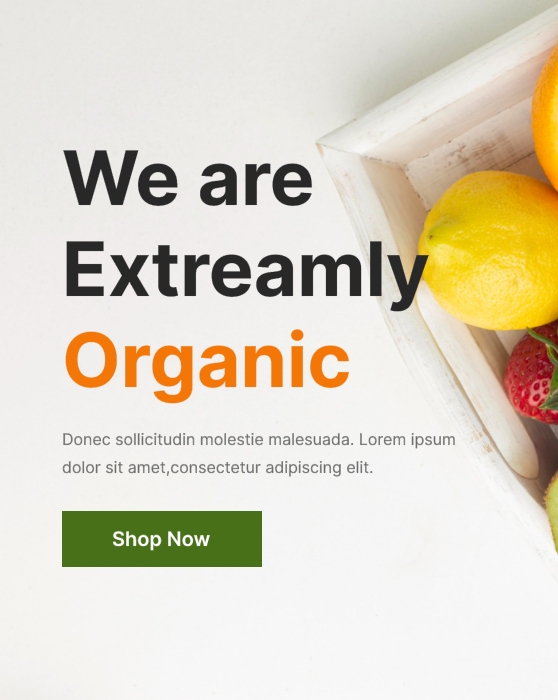 We are
Extreamly
Organic
Donec sollicitudin molestie malesuada. Lorem ipsum
dolor sit amet,consectetur adipiscing elit.
Shop Now